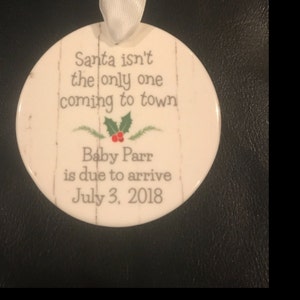 Santa isn't
the only one
coming to town
Baby Parr
is due to arrive
July 3, 2018